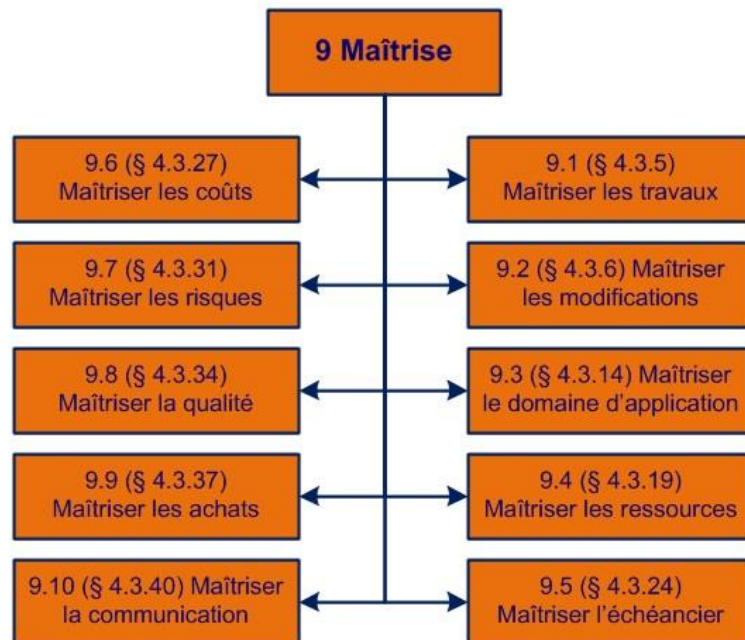 9 Maîtrise
9.6 (§ 4.3.27)
Maîtriser les coûts
9.1 (§ 4.3.5)
Maîtriser les travaux
9.7 (§ 4.3.31)
Maîtriser les risques
9.2 (§ 4.3.6) Maîtriser
les modifications
9.8 (§ 4.3.34)
Maîtriser la qualité
9.3 (§ 4.3.14) Maîtriser
le domaine d’application
9.9 (§ 4.3.37)
Maîtriser les achats
9.4 (§ 4.3.19)
Maîtriser les ressources
9.10 (§ 4.3.40) Maîtriser
la communication
9.5 (§ 4.3.24)
Maîtriser l’échéancier